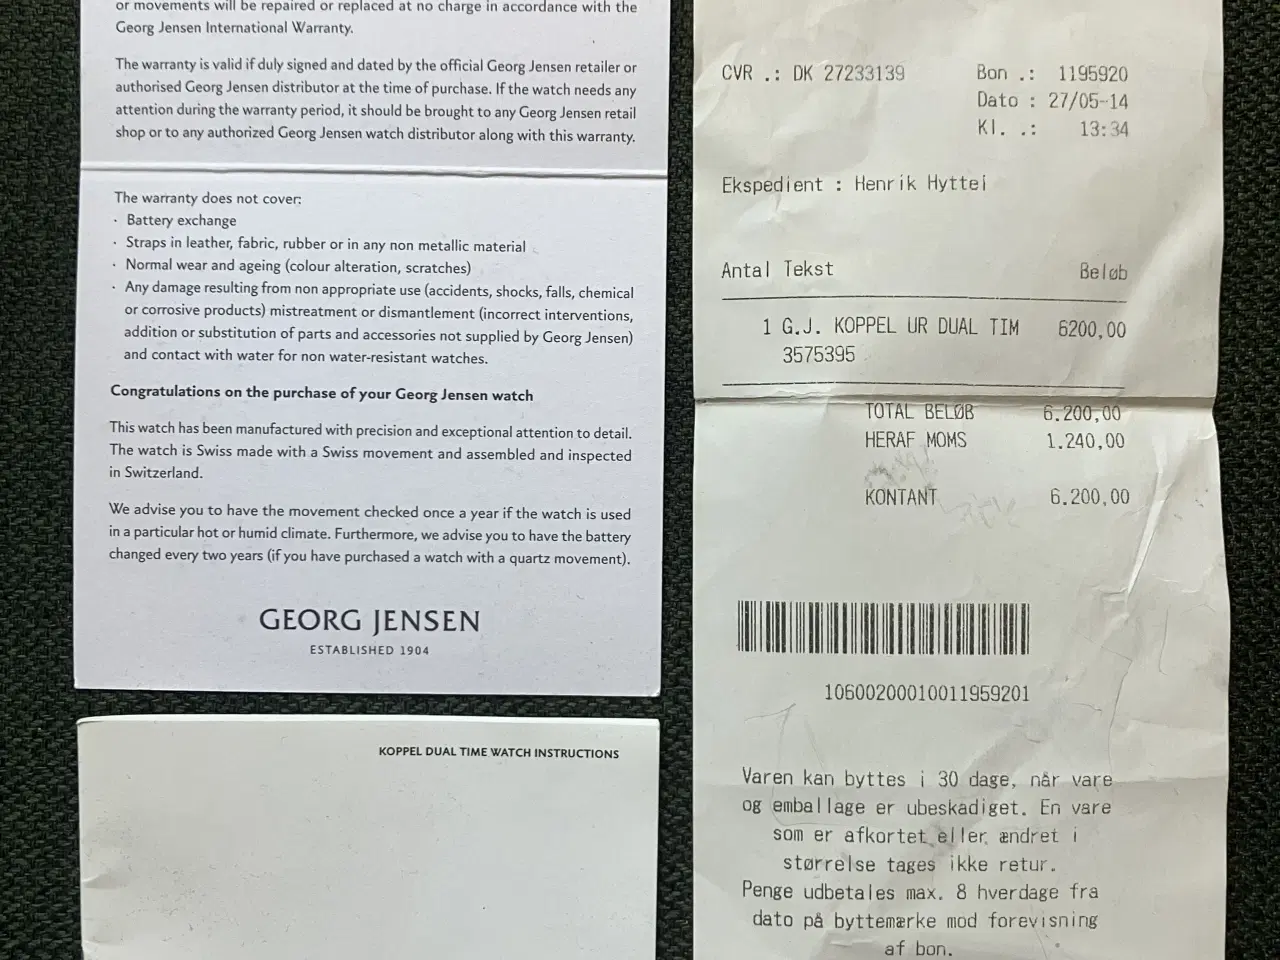 or movements will be repaired or replaced at no charge in accordance with the
Georg Jensen International Warranty.
The warranty is valid if duly signed and dated by the official Georg Jensen retailer or
authorised Georg Jensen distributor at the time of purchase. If the watch needs any
attention during the warranty period, it should be brought to any Georg Jensen retail
shop or to any authorized Georg Jensen watch distributor along with this warranty.
The warranty does not cover:
· Battery exchange
· Straps in leather, fabric, rubber or in any non metallic material
· Normal wear and ageing (colour alteration, scratches)
· Any damage resulting from non appropriate use (accidents, shocks, falls, chemical
or corrosive products) mistreatment or dismantlement (incorrect interventions,
addition or substitution of parts and accessories not supplied by Georg Jensen)
and contact with water for non water-resistant watches.
Congratulations on the purchase of your Georg Jensen watch
This watch has been manufactured with precision and exceptional attention to detail.
The watch is Swiss made with a Swiss movement and assembled and inspected
in Switzerland.
We advise you to have the movement checked once a year if the watch is used
in a particular hot or humid climate. Furthermore, we advise you to have the battery
changed every two years (if you have purchased a watch with a quartz movement).
GEORG JENSEN
ESTABLISHED 1904
KOPPEL DUAL TIME WATCH INSTRUCTIONS
CVR .: DK 27233139 Bon .: 1195920
Dato : 27/05-14
Kl. .: 13:34
Ekspedient : Henrik Hyttel
Antal Tekst Beløb
1 G.J. KOPPEL UR DUAL TIM 6200,00
3575395
TOTAL BELØB 6.200,00
HERAF MOMS 1.240,00
KONTANT 6.200,00
10600200010011959201
Varen kan byttes i 30 dage, når vare
og emballage er ubeskadiget. En vare
som er afkortet eller ændret i
størrelse tages ikke retur.
Penge udbetales max. 8 hverdage fra
dato på byttemærke mod forevisning
af bon.